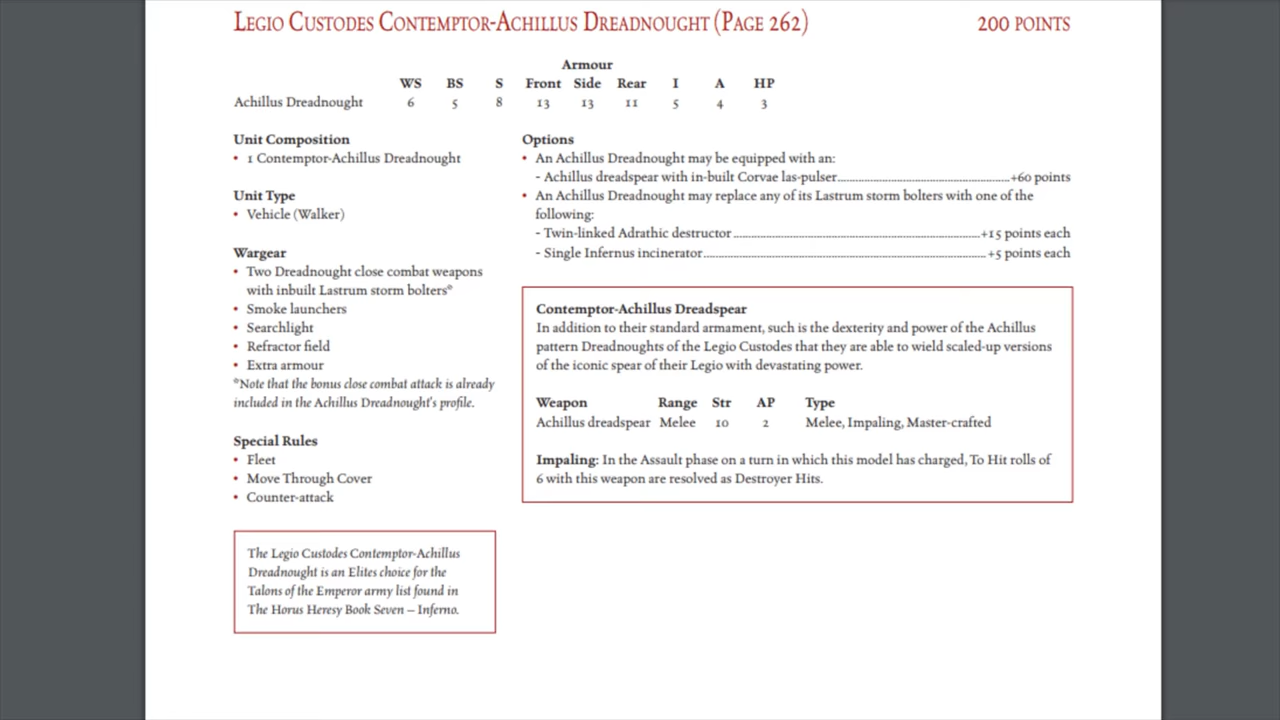 Legio Custodes Contemptor-Achillus Dreadnought (Page 262) 200 points
Armour
WS BS S Front Side Rear I A HP
Achillus Dreadnought 6 5 8 13 13 11 5 4 3
Unit Composition
• 1 Contemptor-Achillus Dreadnought
Unit Type
• Vehicle (Walker)
Wargear
• Two Dreadnought close combat weapons
with inbuilt Lastrum storm bolters*
• Smoke launchers
• Searchlight
• Refractor field
• Extra armour
*Note that the bonus close combat attack is already
included in the Achillus Dreadnought's profile.
Special Rules
• Fleet
• Move Through Cover
• Counter-attack
The Legio Custodes Contemptor-Achillus
Dreadnought is an Elites choice for the
Talons of the Emperor army list found in
The Horus Heresy Book Seven – Inferno.
Options
• An Achillus Dreadnought may be equipped with an:
- Achillus dreadspear with in-built Corvae las-pulser +60 points
• An Achillus Dreadnought may replace any of its Lastrum storm bolters with one of the
following:
- Twin-linked Adrathic destructor +15 points each
- Single Infernus incinerator +5 points each
Contemptor-Achillus Dreadspear
In addition to their standard armament, such is the dexterity and power of the Achillus
pattern Dreadnoughts of the Legio Custodes that they are able to wield scaled-up versions
of the iconic spear of their Legio with devastating power.
Weapon Range Str AP Type
Achillus dreadspear Melee 10 2 Melee, Impaling, Master-crafted
Impaling: In the Assault phase on a turn in which this model has charged, To Hit rolls of
6 with this weapon are resolved as Destroyer Hits.